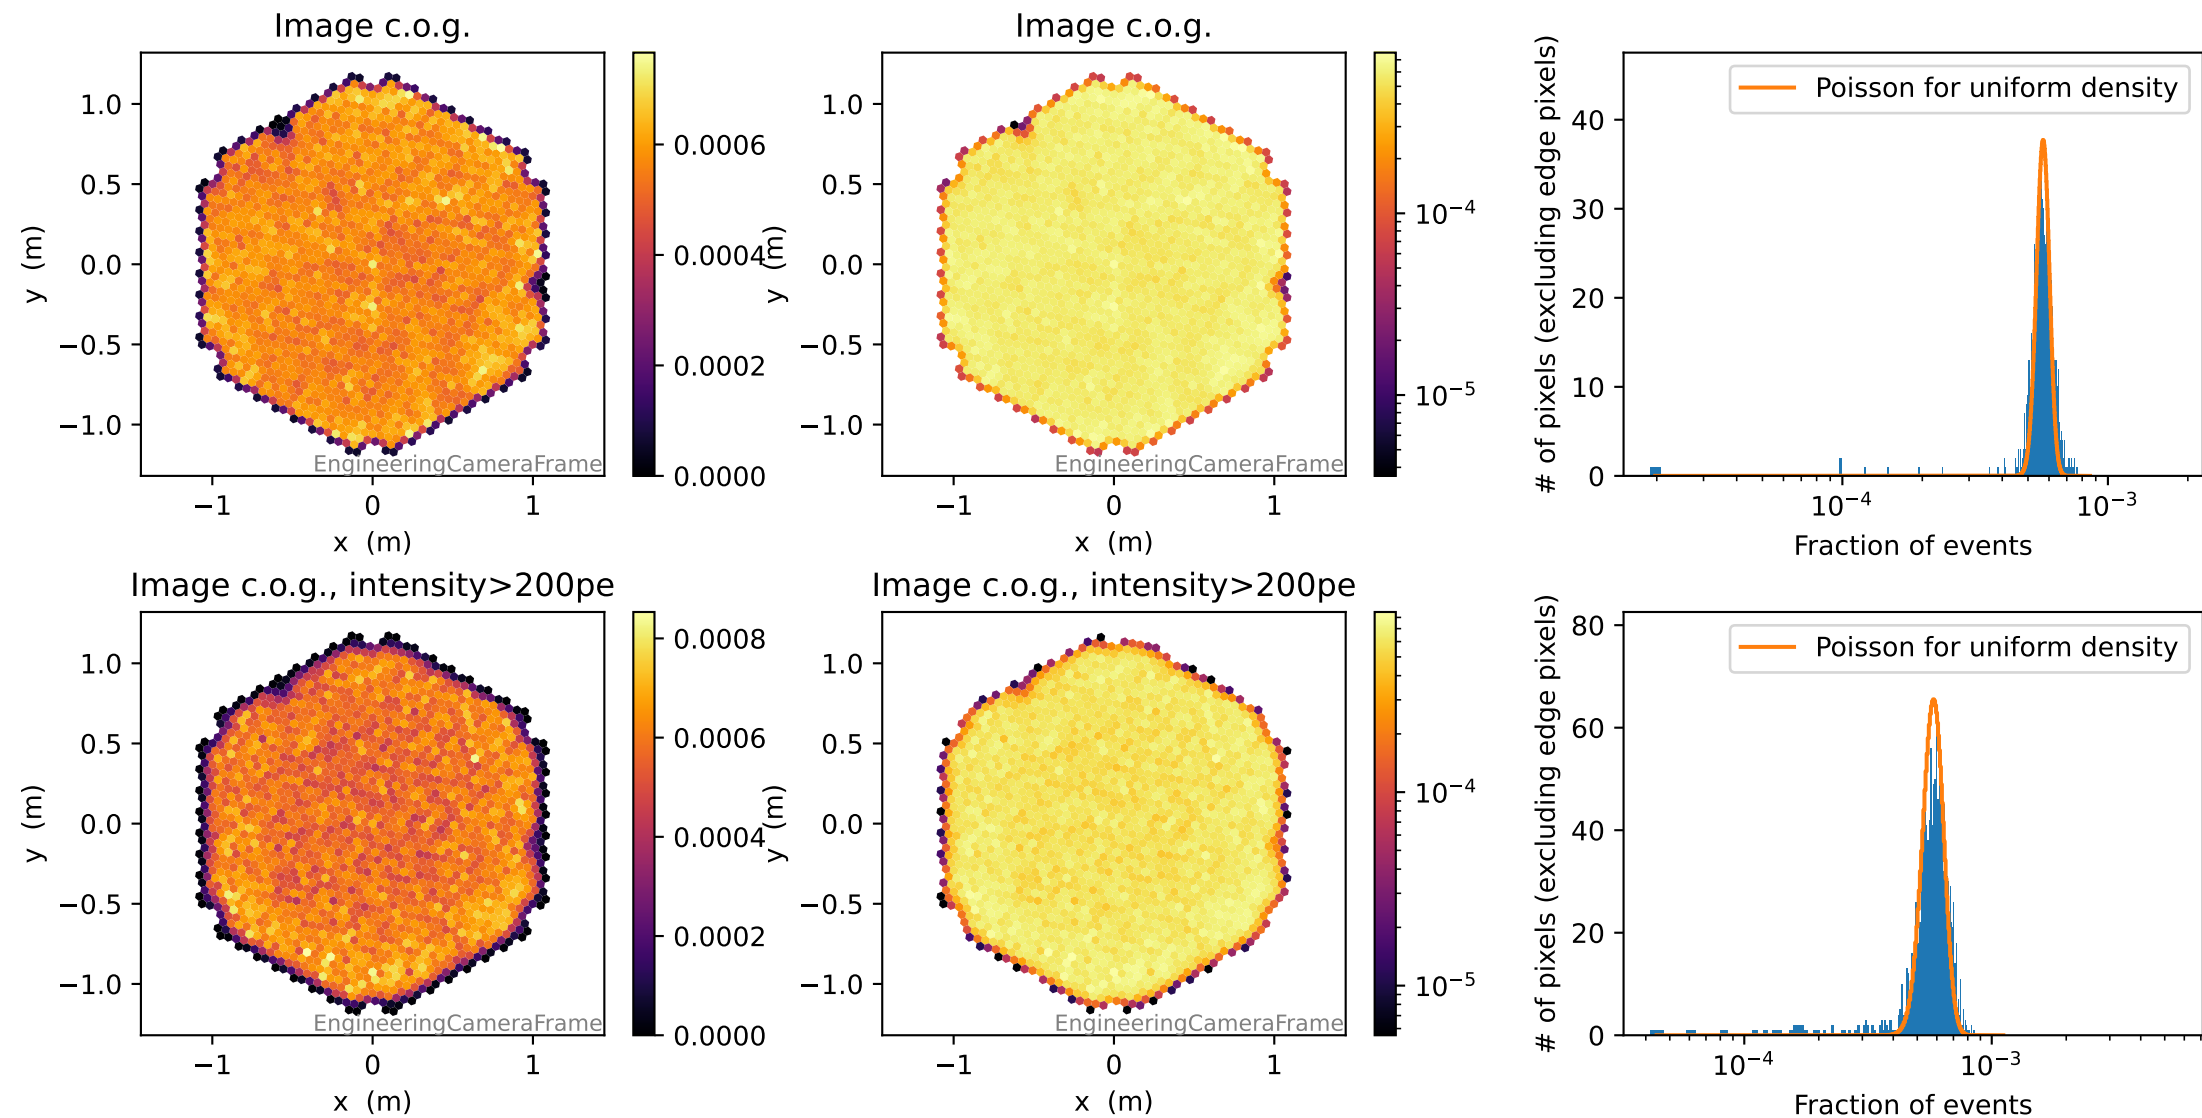 Image c.o.g.
1.0
0.5
0.0
−0.5
−1.0
y (m)
−1
0
1
x (m)
EngineeringCameraFrame
0.0006
0.0004
0.0002
0.0000
Image c.o.g.
1.0
0.5
0.0
−0.5
−1.0
y (m)
−1
0
1
x (m)
EngineeringCameraFrame
10⁻⁴
10⁻⁵
# of pixels (excluding edge pixels)
40
30
20
10
0
Poisson for uniform density
10⁻⁴
10⁻³
Fraction of events
Image c.o.g., intensity>200pe
1.0
0.5
0.0
−0.5
−1.0
y (m)
−1
0
1
x (m)
EngineeringCameraFrame
0.0008
0.0006
0.0004
0.0002
0.0000
Image c.o.g., intensity>200pe
1.0
0.5
0.0
−0.5
−1.0
y (m)
−1
0
1
x (m)
EngineeringCameraFrame
10⁻⁴
10⁻⁵
# of pixels (excluding edge pixels)
80
60
40
20
0
Poisson for uniform density
10⁻⁴
10⁻³
Fraction of events